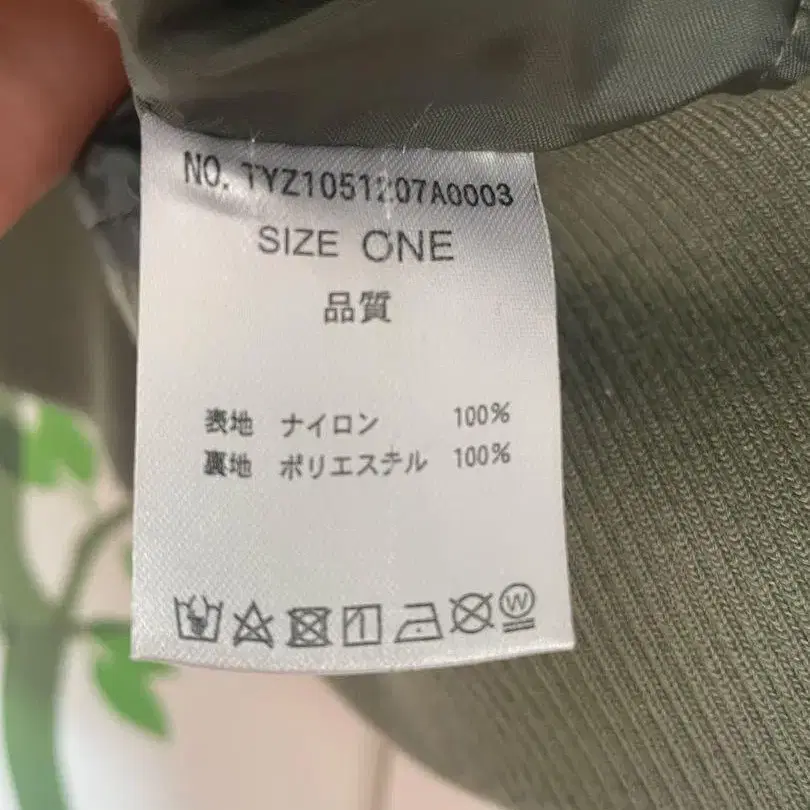 NO. TYZ1051207A0003
SIZE ONE
品質
表地 ナイロン 100%
裏地 ポリエステル 100%
W